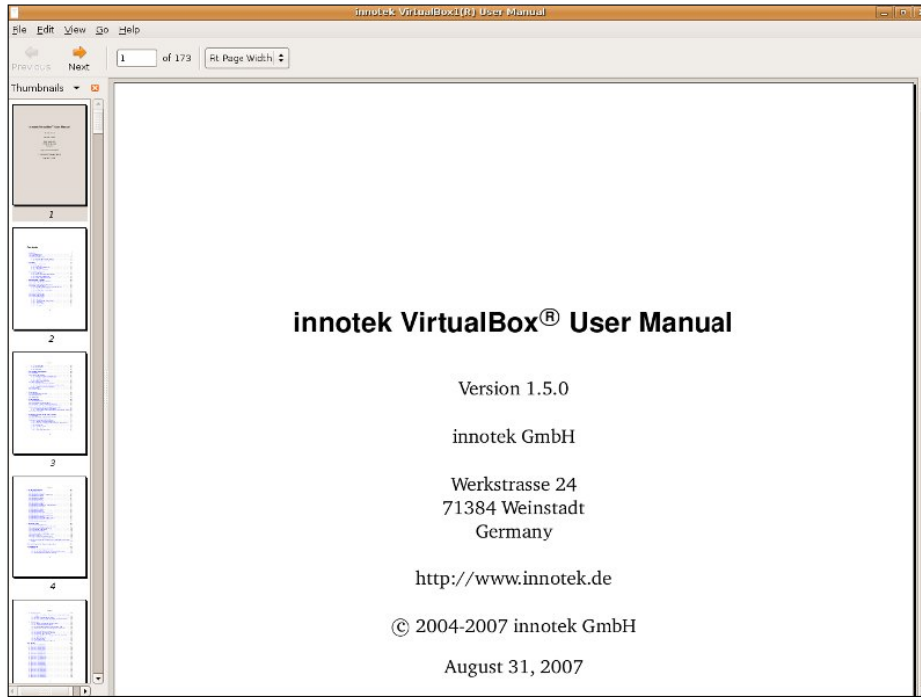 innotek VirtualBox1(R) User Manual
File Edit View Go Help
Previous Next 1 of 173 Fit Page Width
Thumbnails
1
2
3
4
innotek VirtualBox® User Manual
Version 1.5.0
innotek GmbH
Werkstrasse 24
71384 Weinstadt
Germany
http://www.innotek.de
© 2004-2007 innotek GmbH
August 31, 2007